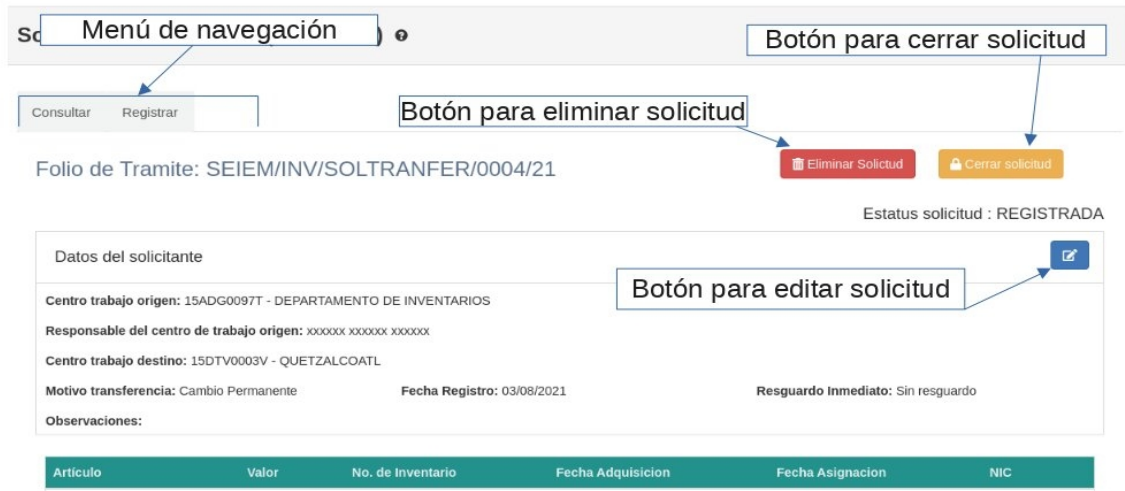 Menú de navegación
So
)
Botón para cerrar solicitud
Consultar Registrar
Botón para eliminar solicitud
Folio de Tramite: SEIEM/INV/SOLTRANFER/0004/21
Eliminar Solictud Cerrar solicitud
Estatus solicitud : REGISTRADA
Datos del solicitante
Botón para editar solicitud
Centro trabajo origen: 15ADG0097T - DEPARTAMENTO DE INVENTARIOS
Responsable del centro de trabajo origen: xxxxxx xxxxxx xxxxxx
Centro trabajo destino: 15DTV0003V - QUETZALCOATL
Motivo transferencia: Cambio Permanente Fecha Registro: 03/08/2021 Resguardo Inmediato: Sin resguardo
Observaciones:
Artículo Valor No. de Inventario Fecha Adquisicion Fecha Asignacion NIC